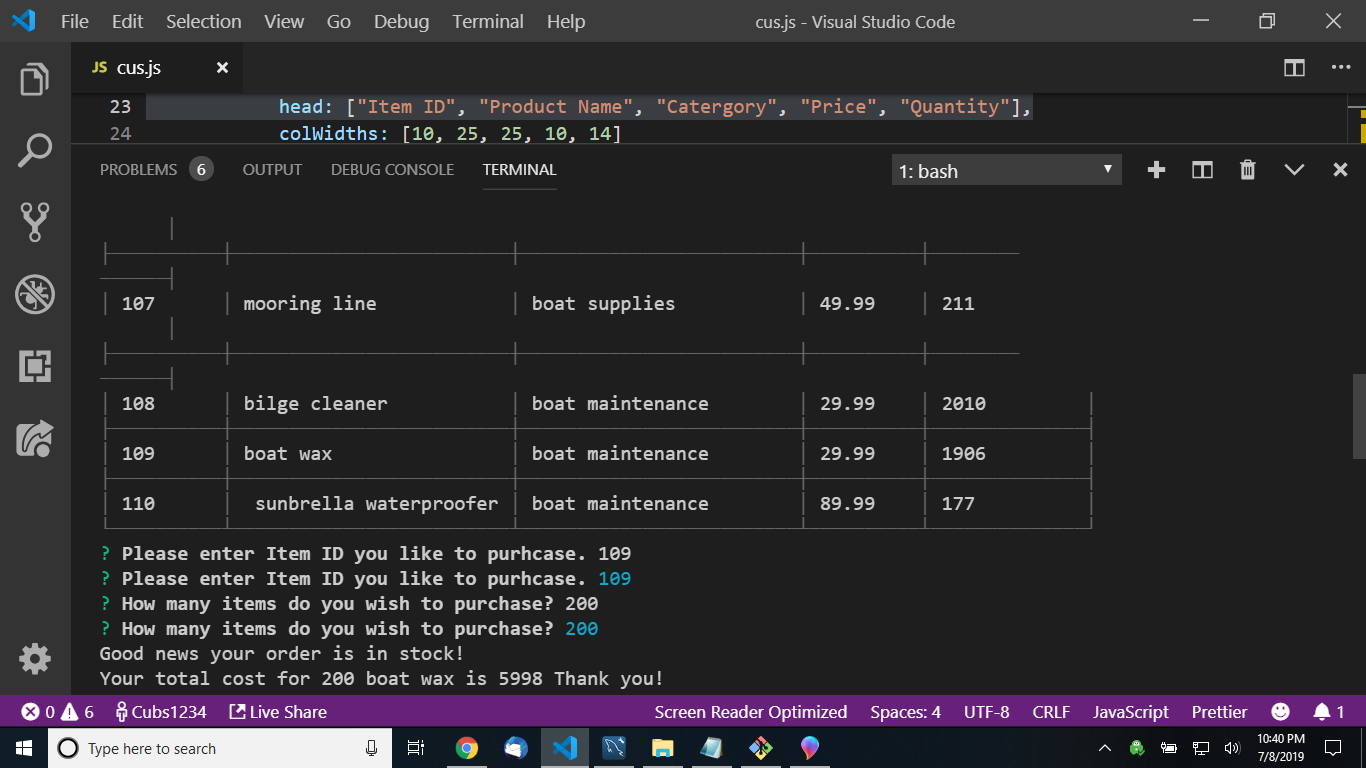 File Edit Selection View Go Debug Terminal Help cus.js - Visual Studio Code
JS cus.js
23 head: ["Item ID", "Product Name", "Catergory", "Price", "Quantity"],
24 colWidths: [10, 25, 25, 10, 14]
PROBLEMS 6 OUTPUT DEBUG CONSOLE TERMINAL 1: bash
107 mooring line boat supplies 49.99 211
108 bilge cleaner boat maintenance 29.99 2010
109 boat wax boat maintenance 29.99 1906
110 sunbrella waterproofer boat maintenance 89.99 177
? Please enter Item ID you like to purhcase. 109
? Please enter Item ID you like to purhcase. 109
? How many items do you wish to purchase? 200
? How many items do you wish to purchase? 200
Good news your order is in stock!
Your total cost for 200 boat wax is 5998 Thank you!
0 6 Cubs1234 Live Share Screen Reader Optimized Spaces: 4 UTF-8 CRLF JavaScript Prettier 1
Type here to search 10:40 PM
7/8/2019